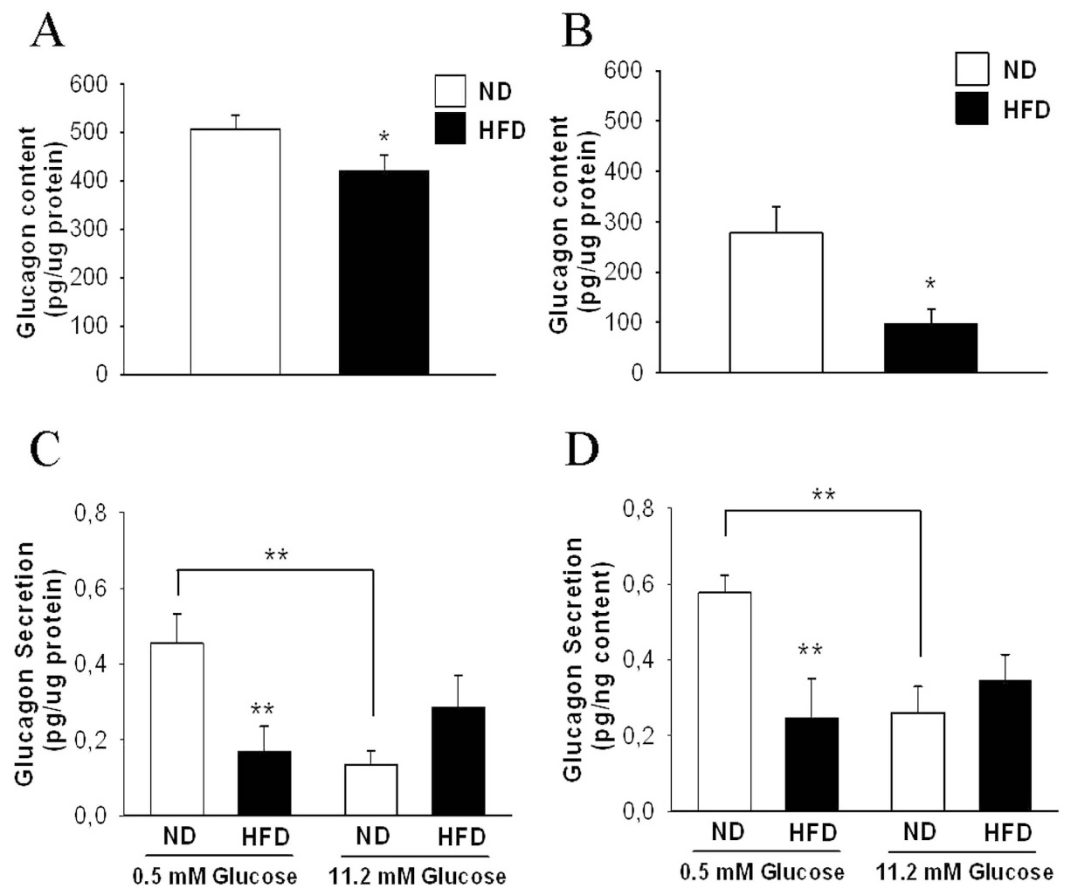 A
Glucagon content
(pg/ug protein)
600
500
400
300
200
100
0
*
ND
HFD
B
Glucagon content
(pg/ug protein)
600
500
400
300
200
100
0
*
ND
HFD
C
Glucagon Secretion
(pg/ug protein)
0,8
0,6
0,4
0,2
0,0
**
**
ND HFD ND HFD
0.5 mM Glucose 11.2 mM Glucose
D
Glucagon Secretion
(pg/ng content)
0,8
0,6
0,4
0,2
0,0
**
**
ND HFD ND HFD
0.5 mM Glucose 11.2 mM Glucose